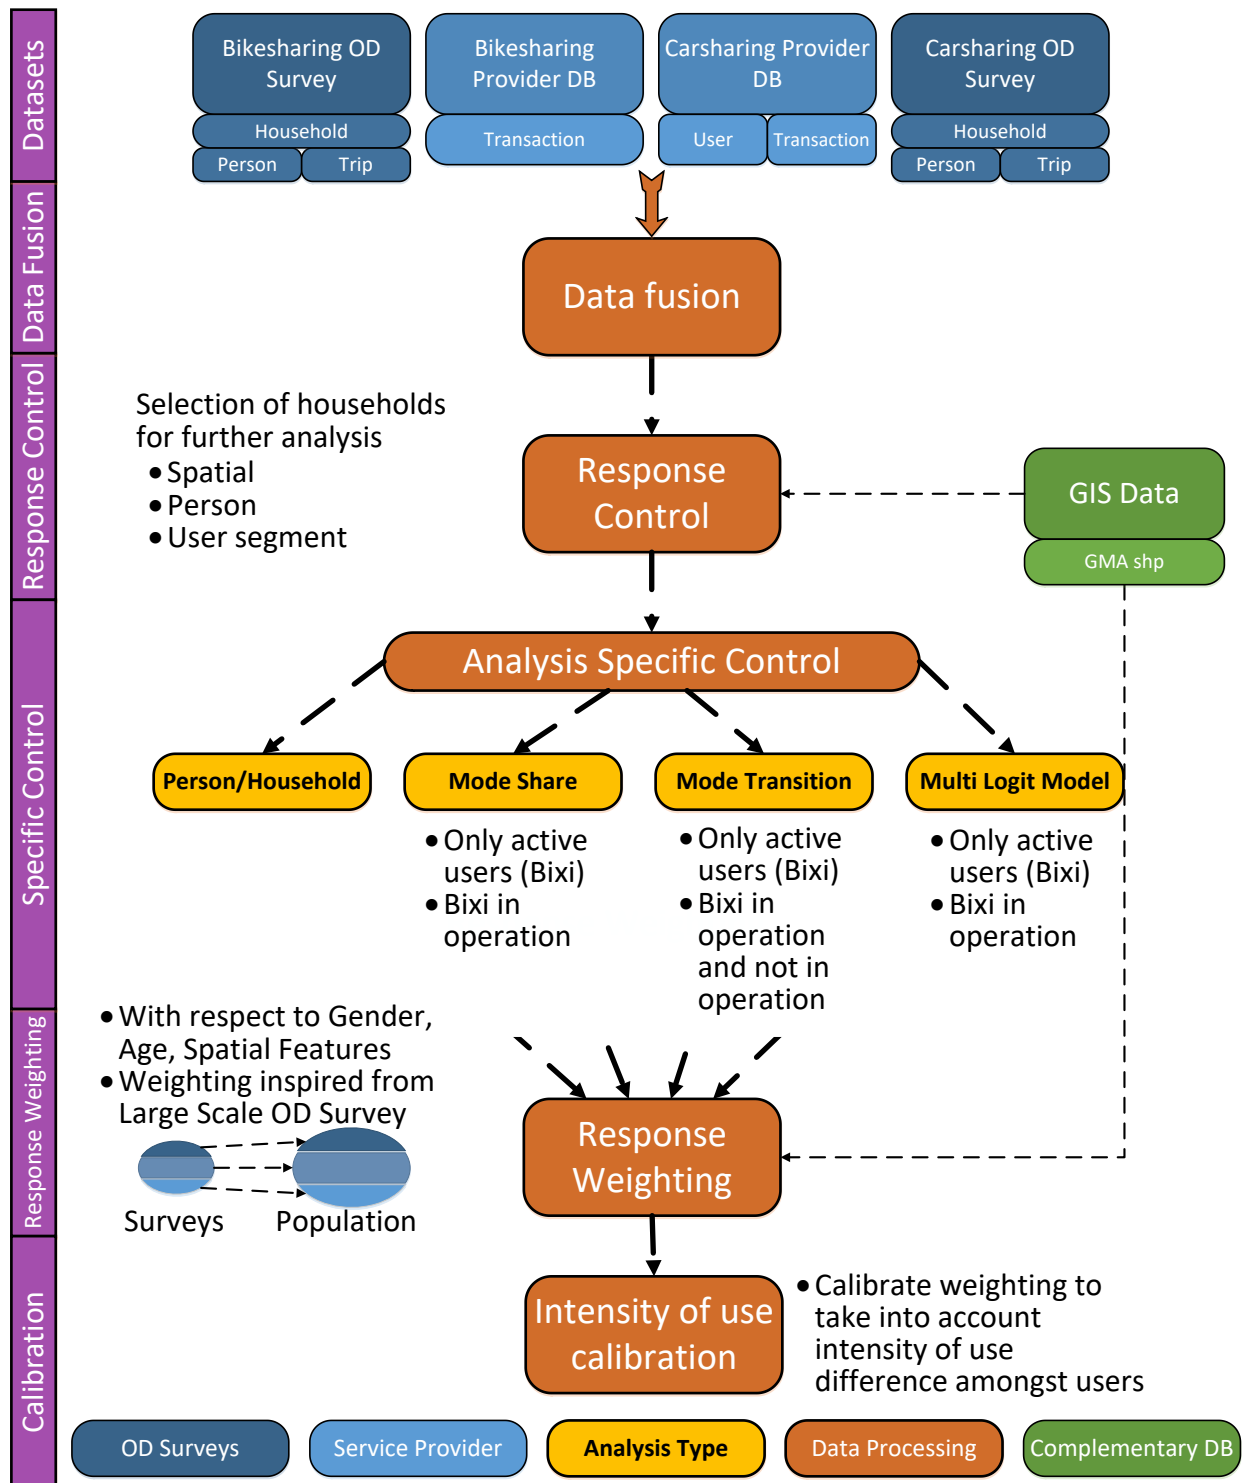 Datasets
Bikesharing OD
Survey
Household
Person
Trip
Bikesharing
Provider DB
Transaction
Carsharing Provider
DB
User
Transaction
Carsharing OD
Survey
Household
Person
Trip
Data Fusion
Data fusion
Response Control
Selection of households
for further analysis
• Spatial
• Person
• User segment
Response
Control
GIS Data
GMA shp
Specific Control
Analysis Specific Control
Person/Household
Mode Share
Mode Transition
Multi Logit Model
• Only active
users (Bixi)
• Bixi in
operation
• Only active
users (Bixi)
• Bixi in
operation
and not in
operation
• Only active
users (Bixi)
• Bixi in
operation
Response Weighting
• With respect to Gender,
Age, Spatial Features
• Weighting inspired from
Large Scale OD Survey
Surveys
Population
Response
Weighting
Calibration
Intensity of use
calibration
• Calibrate weighting to
take into account
intensity of use
difference amongst users
OD Surveys
Service Provider
Analysis Type
Data Processing
Complementary DB